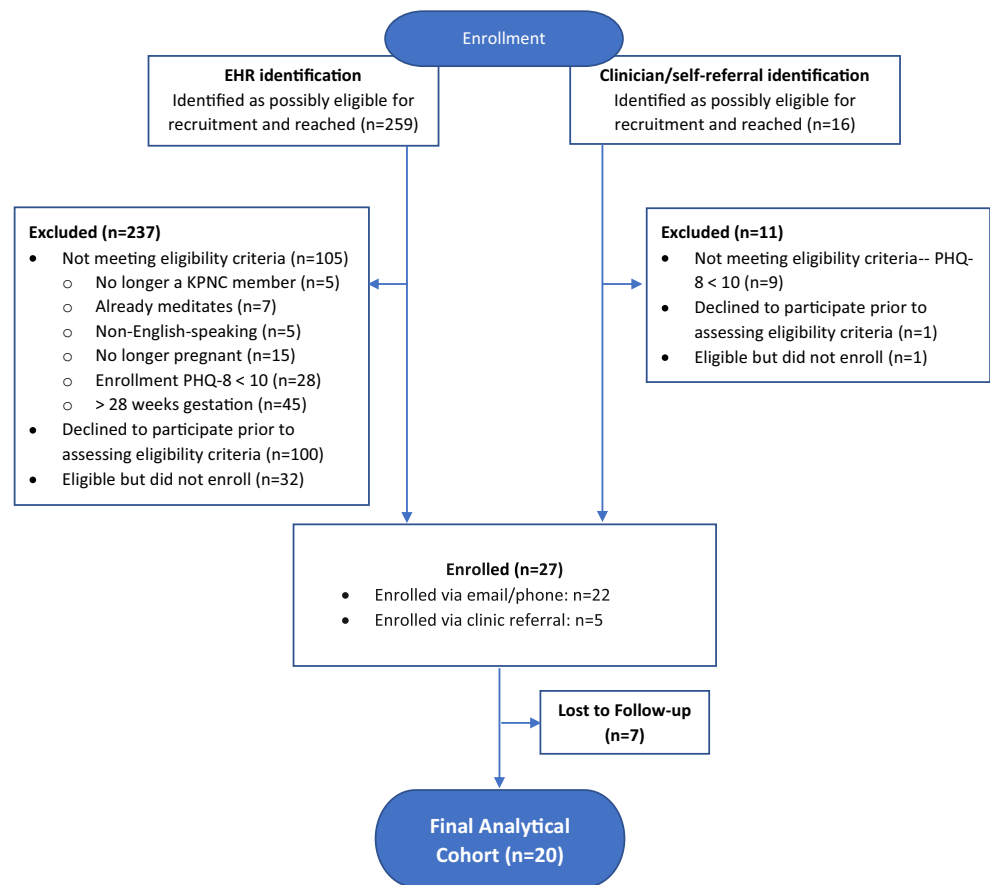 Enrollment
EHR identification
Identified as possibly eligible for
recruitment and reached (n=259)
Clinician/self-referral identification
Identified as possibly eligible for
recruitment and reached (n=16)
Excluded (n=237)
• Not meeting eligibility criteria (n=105)
o No longer a KPNC member (n=5)
o Already meditates (n=7)
o Non-English-speaking (n=5)
o No longer pregnant (n=15)
o Enrollment PHQ-8 < 10 (n=28)
o > 28 weeks gestation (n=45)
• Declined to participate prior to
assessing eligibility criteria (n=100)
• Eligible but did not enroll (n=32)
Excluded (n=11)
• Not meeting eligibility criteria-- PHQ-
8 < 10 (n=9)
• Declined to participate prior to
assessing eligibility criteria (n=1)
• Eligible but did not enroll (n=1)
Enrolled (n=27)
• Enrolled via email/phone: n=22
• Enrolled via clinic referral: n=5
Lost to Follow-up
(n=7)
Final Analytical
Cohort (n=20)